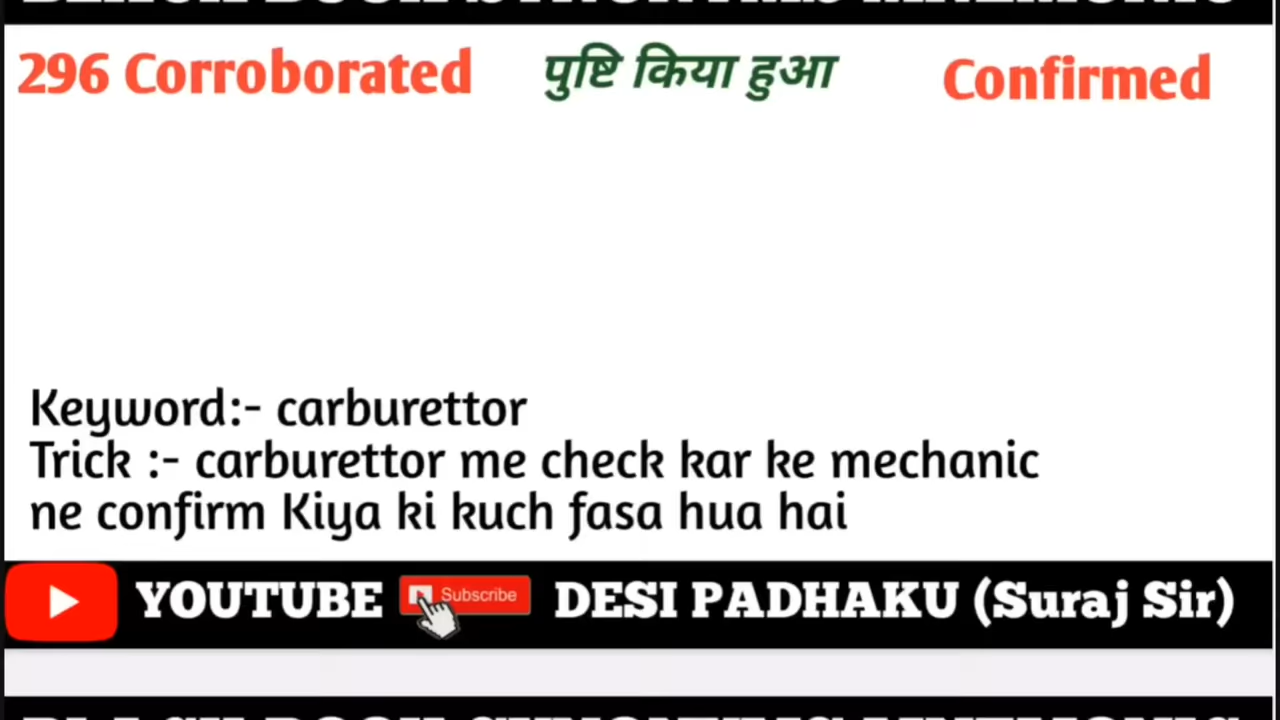 296 Corroborated पुष्टि किया हुआ Confirmed
Keyword:- carburettor
Trick :- carburettor me check kar ke mechanic
ne confirm Kiya ki kuch fasa hua hai
YOUTUBE Subscribe DESI PADHAKU (Suraj Sir)